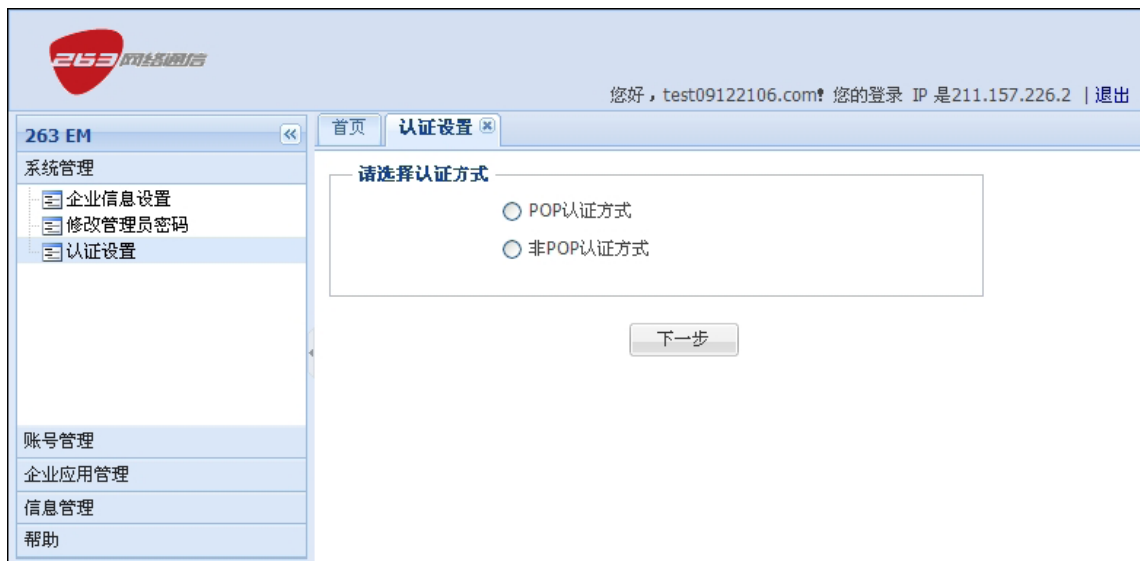 263网络通信
您好，test09122106.com! 您的登录 IP 是211.157.226.2 |退出
263 EM
首页 认证设置
系统管理
请选择认证方式
企业信息设置
POP认证方式
修改管理员密码
非POP认证方式
认证设置
下一步
账号管理
企业应用管理
信息管理
帮助